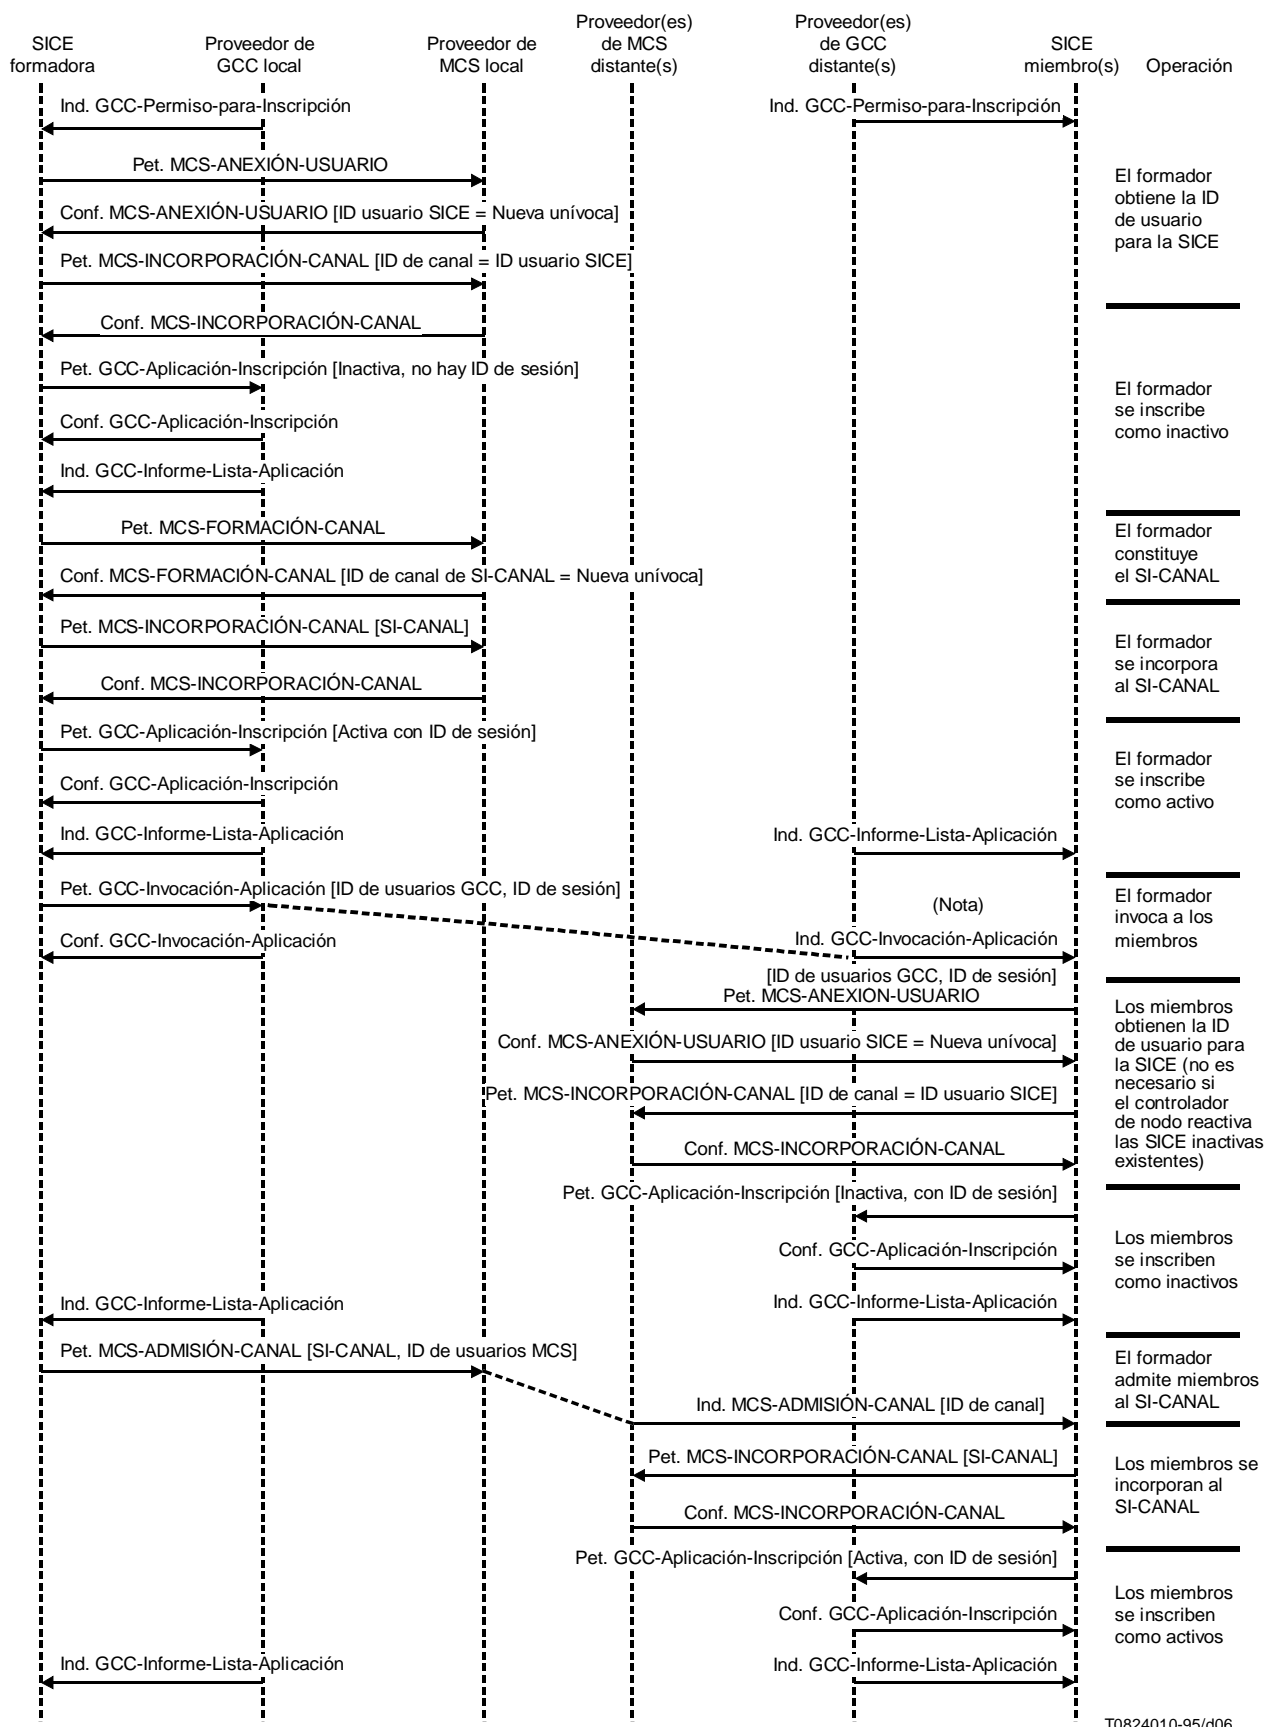 SICE
formadora
Proveedor de
GCC local
Proveedor de
MCS local
Proveedor(es)
de MCS
distante(s)
Proveedor(es)
de GCC
distante(s)
SICE
miembro(s)
Operación
Ind. GCC-Permiso-para-Inscripción
Ind. GCC-Permiso-para-Inscripción
Pet. MCS-ANEXIÓN-USUARIO
Conf. MCS-ANEXIÓN-USUARIO [ID usuario SICE = Nueva unívoca]
Pet. MCS-INCORPORACIÓN-CANAL [ID de canal = ID usuario SICE]
El formador
obtiene la ID
de usuario
para la SICE
Conf. MCS-INCORPORACIÓN-CANAL
Pet. GCC-Aplicación-Inscripción [Inactiva, no hay ID de sesión]
Conf. GCC-Aplicación-Inscripción
Ind. GCC-Informe-Lista-Aplicación
El formador
se inscribe
como inactivo
Pet. MCS-FORMACIÓN-CANAL
Conf. MCS-FORMACIÓN-CANAL [ID de canal de SI-CANAL = Nueva unívoca]
El formador
constituye
el SI-CANAL
Pet. MCS-INCORPORACIÓN-CANAL [SI-CANAL]
Conf. MCS-INCORPORACIÓN-CANAL
El formador
se incorpora
al SI-CANAL
Pet. GCC-Aplicación-Inscripción [Activa con ID de sesión]
Conf. GCC-Aplicación-Inscripción
Ind. GCC-Informe-Lista-Aplicación
Ind. GCC-Informe-Lista-Aplicación
El formador
se inscribe
como activo
Pet. GCC-Invocación-Aplicación [ID de usuarios GCC, ID de sesión]
(Nota)
Conf. GCC-Invocación-Aplicación
Ind. GCC-Invocación-Aplicación
[ID de usuarios GCC, ID de sesión]
El formador
invoca a los
miembros
Pet. MCS-ANEXION-USUARIO
Conf. MCS-ANEXIÓN-USUARIO [ID usuario SICE = Nueva unívoca]
Pet. MCS-INCORPORACIÓN-CANAL [ID de canal = ID usuario SICE]
Conf. MCS-INCORPORACIÓN-CANAL
Los miembros
obtienen la ID
de usuario para
la SICE (no es
necesario si
el controlador
de nodo reactiva
las SICE inactivas
existentes)
Pet. GCC-Aplicación-Inscripción [Inactiva, con ID de sesión]
Conf. GCC-Aplicación-Inscripción
Ind. GCC-Informe-Lista-Aplicación
Ind. GCC-Informe-Lista-Aplicación
Los miembros
se inscriben
como inactivos
Pet. MCS-ADMISIÓN-CANAL [SI-CANAL, ID de usuarios MCS]
Ind. MCS-ADMISIÓN-CANAL [ID de canal]
El formador
admite miembros
al SI-CANAL
Pet. MCS-INCORPORACIÓN-CANAL [SI-CANAL]
Conf. MCS-INCORPORACIÓN-CANAL
Los miembros se
incorporan al
SI-CANAL
Pet. GCC-Aplicación-Inscripción [Activa, con ID de sesión]
Conf. GCC-Aplicación-Inscripción
Ind. GCC-Informe-Lista-Aplicación
Ind. GCC-Informe-Lista-Aplicación
Los miembros
se inscriben
como activos
T0824010-95/d06